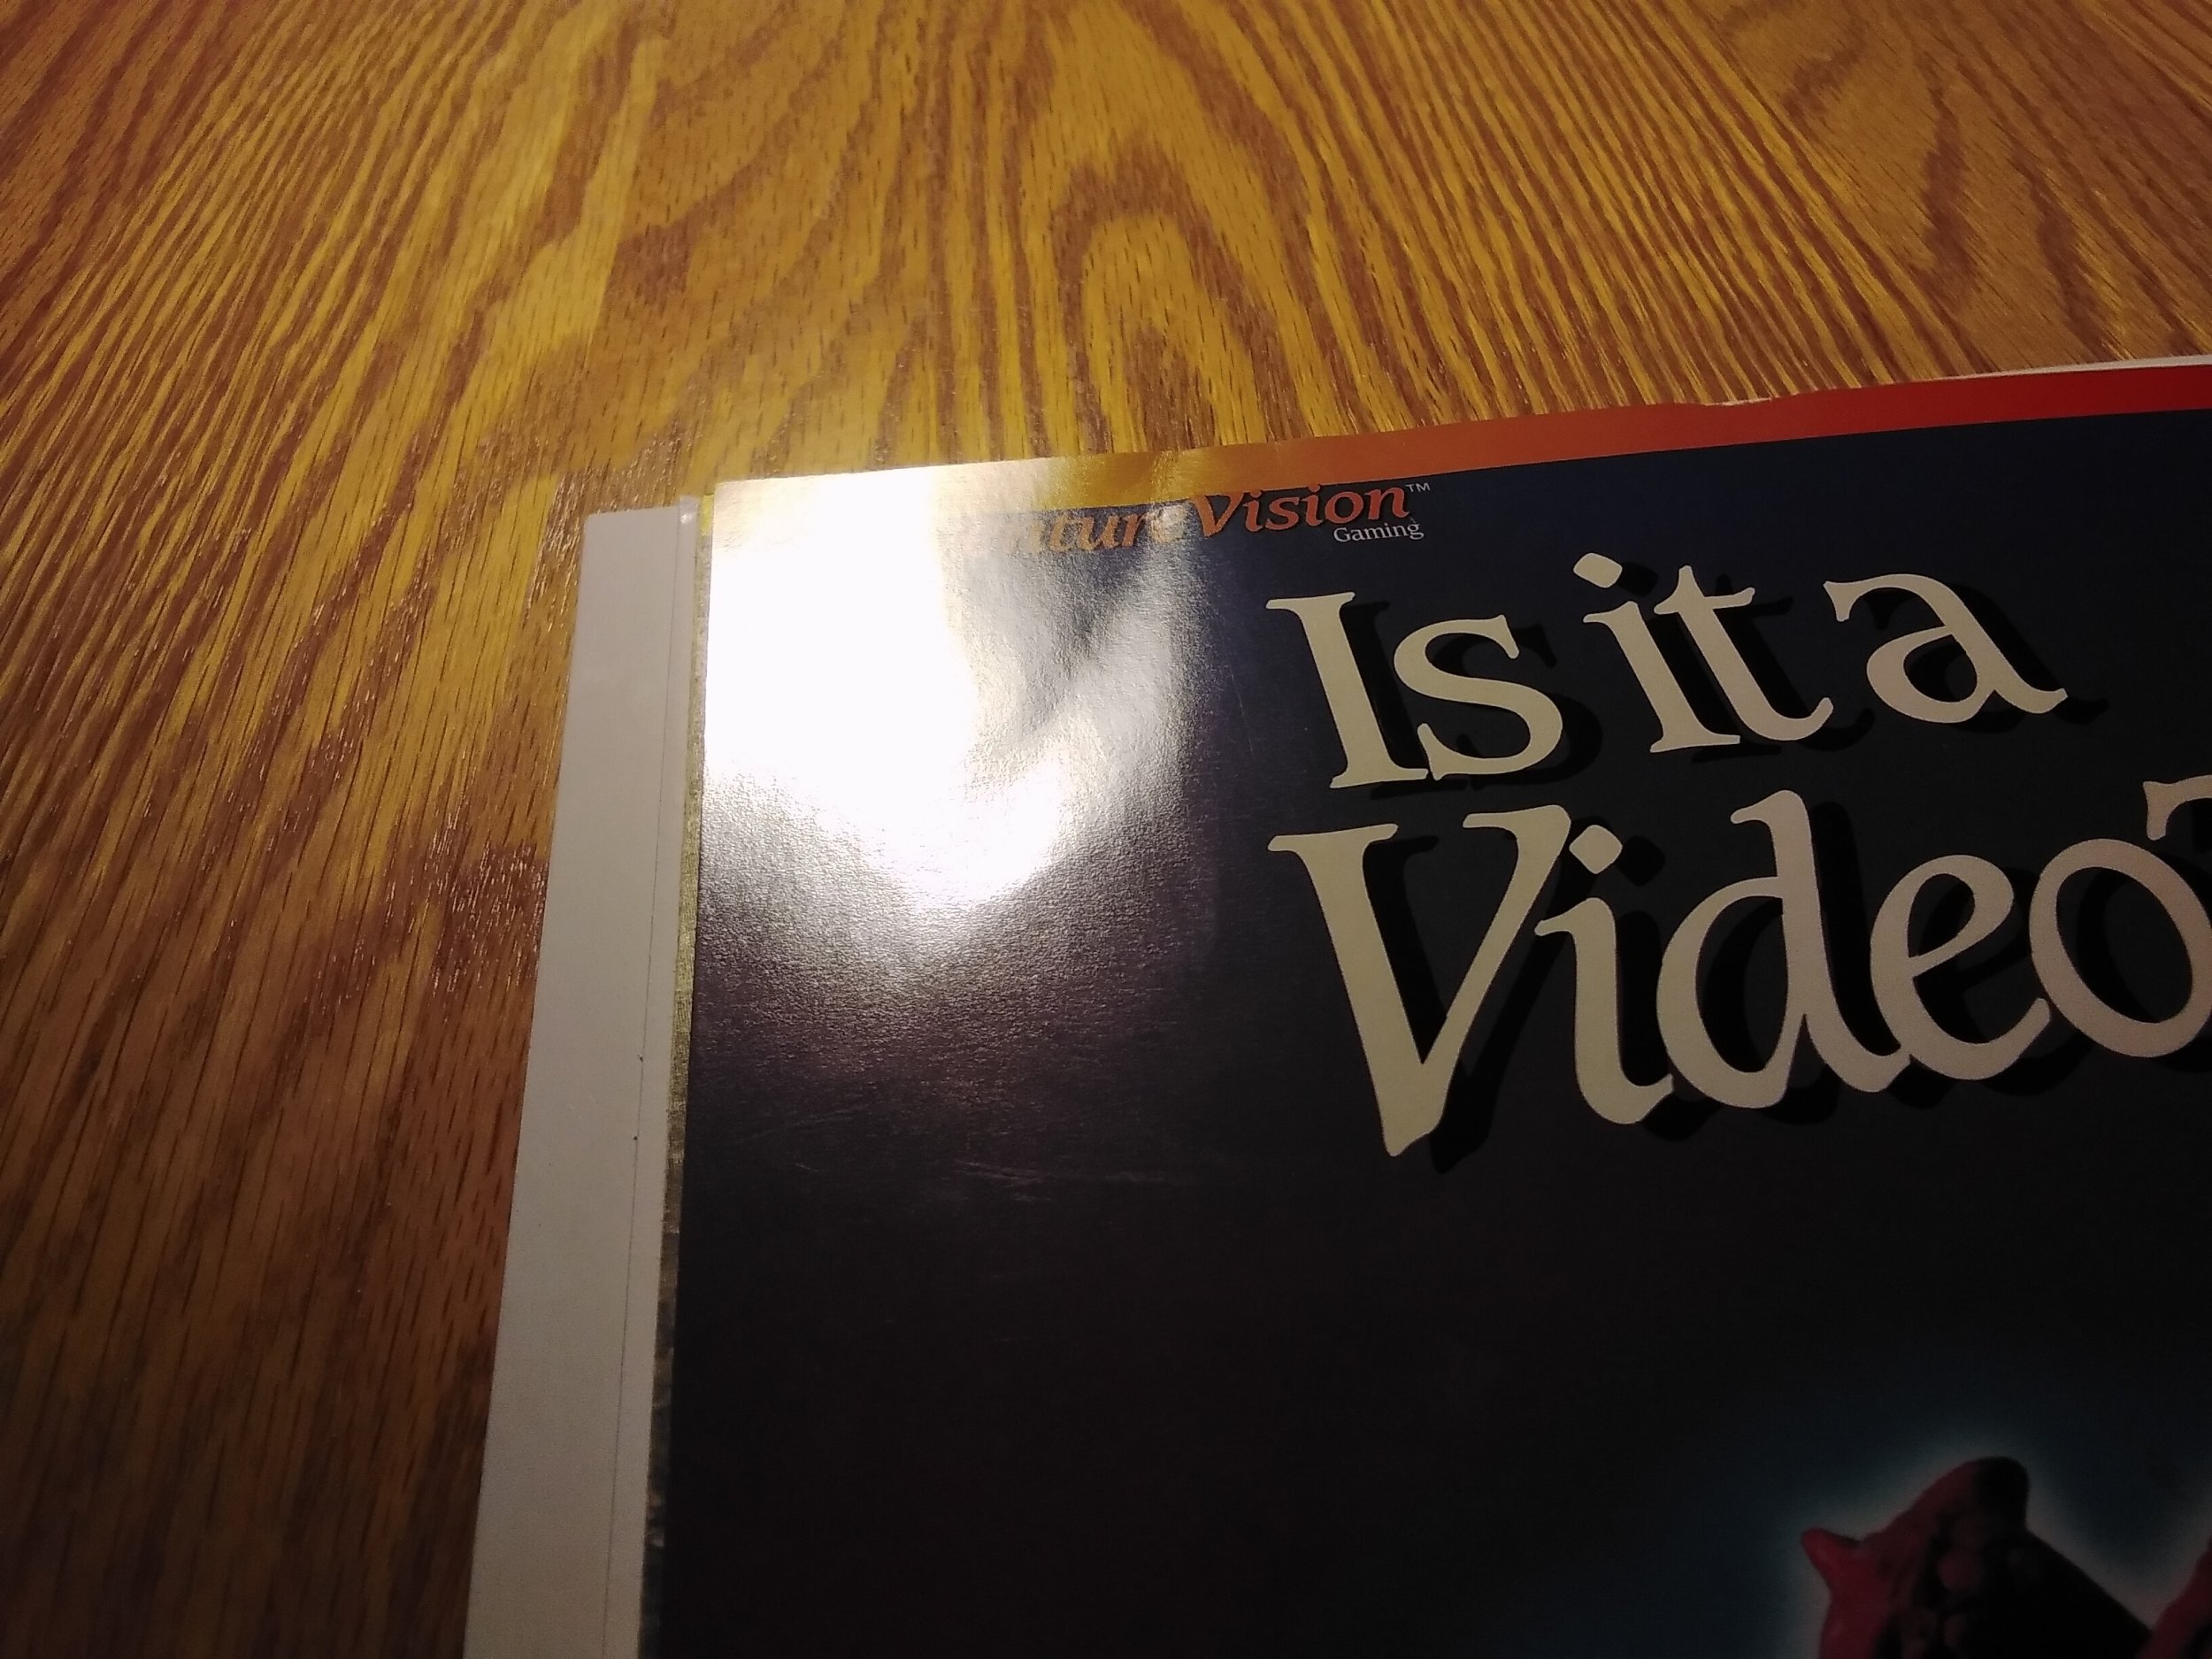 Vision™
Gaming
Is it a
Video?